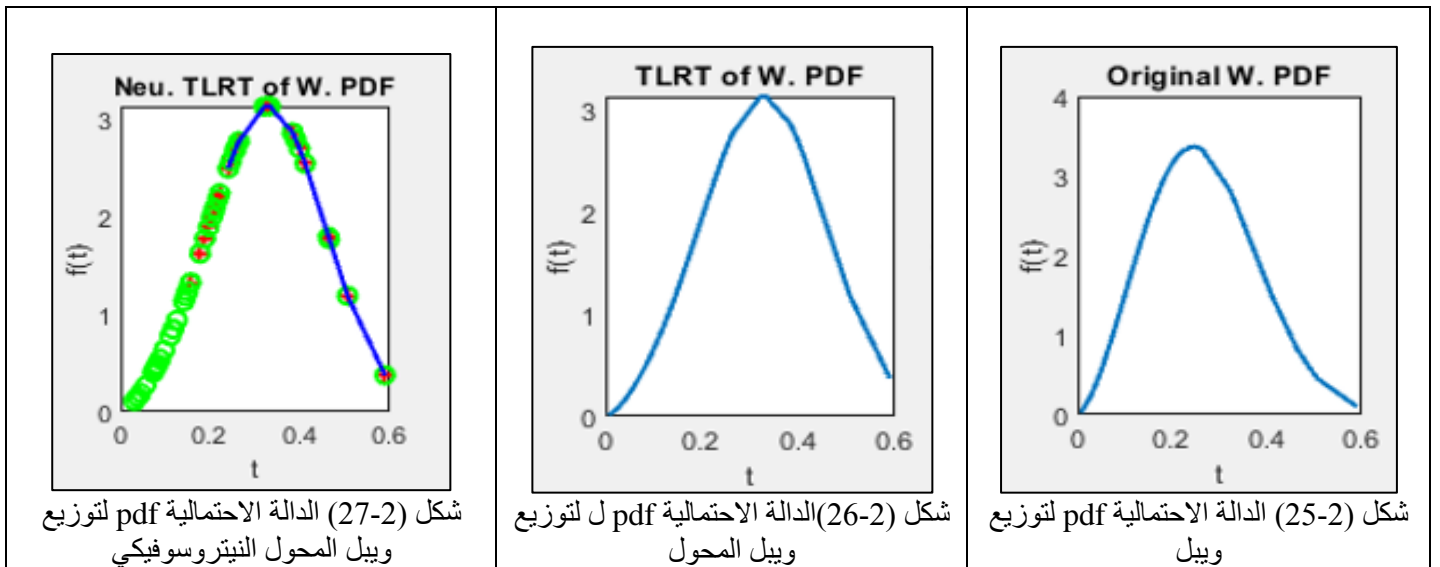 Neu. TLRT of W. PDF
3
2
1
0
0 0.2 0.4 0.6
f(t)
t
شكل (2-27) الدالة الاحتمالية pdf لتوزيع
ويبل المحول النيتروسوفيكي
TLRT of W. PDF
3
2
1
0
0 0.2 0.4 0.6
f(t)
t
شكل (2-26)الدالة الاحتمالية pdf ل لتوزيع
ويبل المحول
Original W. PDF
4
3
2
1
0
0 0.2 0.4 0.6
f(t)
t
شكل (2-25) الدالة الاحتمالية pdf لتوزيع
ويبل